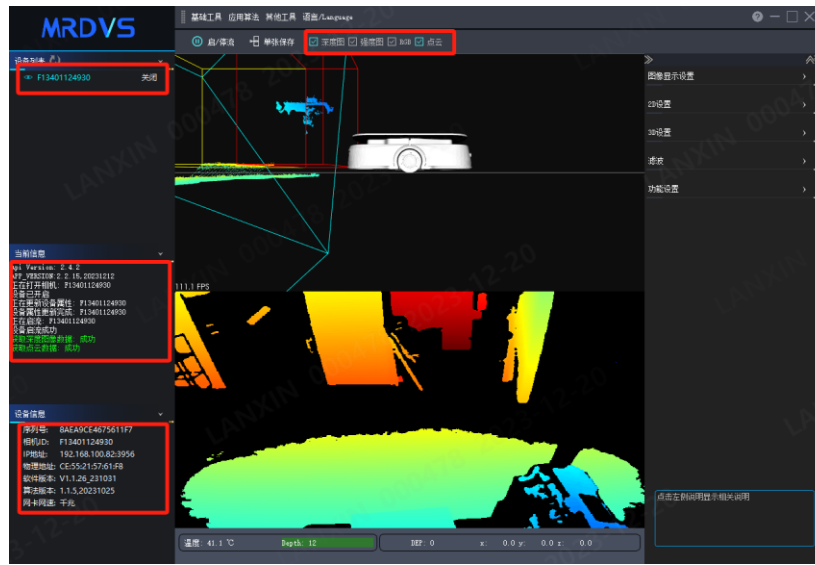 MRDVS
基础工具 应用算法 其他工具 语言/Language
启/停流 单张保存 深度图 强度图 RGB 点云
设备列表
F13401124930 关闭
图像显示设置
2D设置
3D设置
滤波
功能设置
当前信息
Api Version: 2.4.2
APP_VERSION:2.2.15,20231212
正在打开相机: F13401124930
设备已开启
正在更新设备属性: F13401124930
设备属性更新完成: F13401124930
正在启流: F13401124930
设备启流成功
获取深度图像数据: 成功
获取点云数据: 成功
111.1 FPS
设备信息
序列号: 8AEA9CE4675611F7
相机ID: F13401124930
IP地址: 192.168.100.82:3956
物理地址: CE:55:21:57:61:F8
软件版本: V1.1.26_231031
算法版本: 1.1.5,20231025
网卡网速: 千兆
点击左侧说明显示相关说明
温度: 41.1 ℃ Depth: 12 DEP: 0 x: 0.0 y: 0.0 z: 0.0
LANXIN 000478 2023-12-20